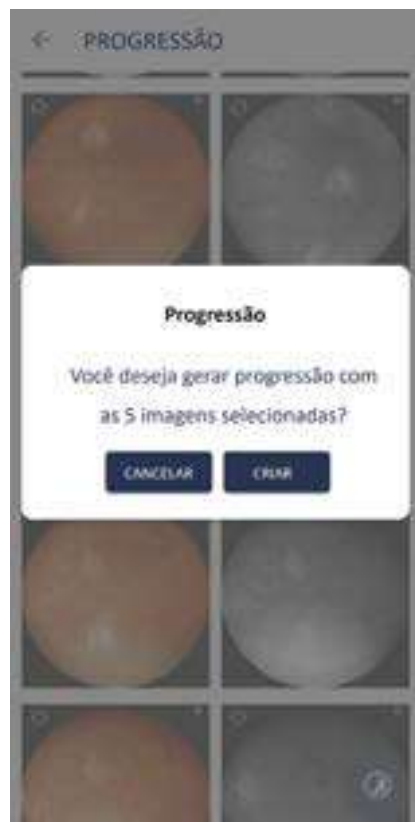 PROGRESSÃO
Progressão
Você deseja gerar progressão com
as 5 imagens selecionadas?
CANCELAR CRIAR